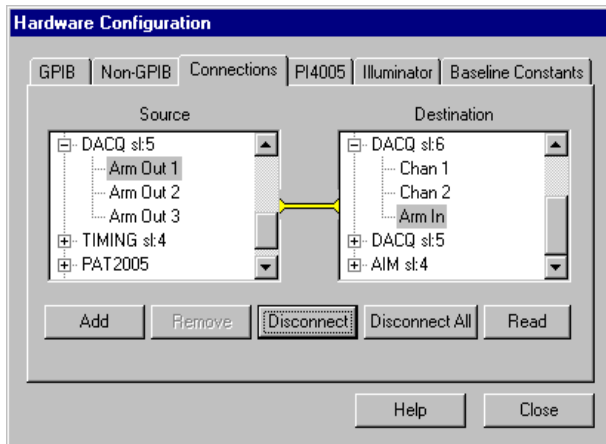 Hardware Configuration
GPIB Non-GPIB Connections PI4005 Illuminator Baseline Constants
Source Destination
DACQ sl:5 DACQ sl:6
Arm Out 1 Chan 1
Arm Out 2 Chan 2
Arm Out 3 Arm In
TIMING sl:4 DACQ sl:5
PAT2005 AIM sl:4
Add Remove Disconnect Disconnect All Read
Help Close